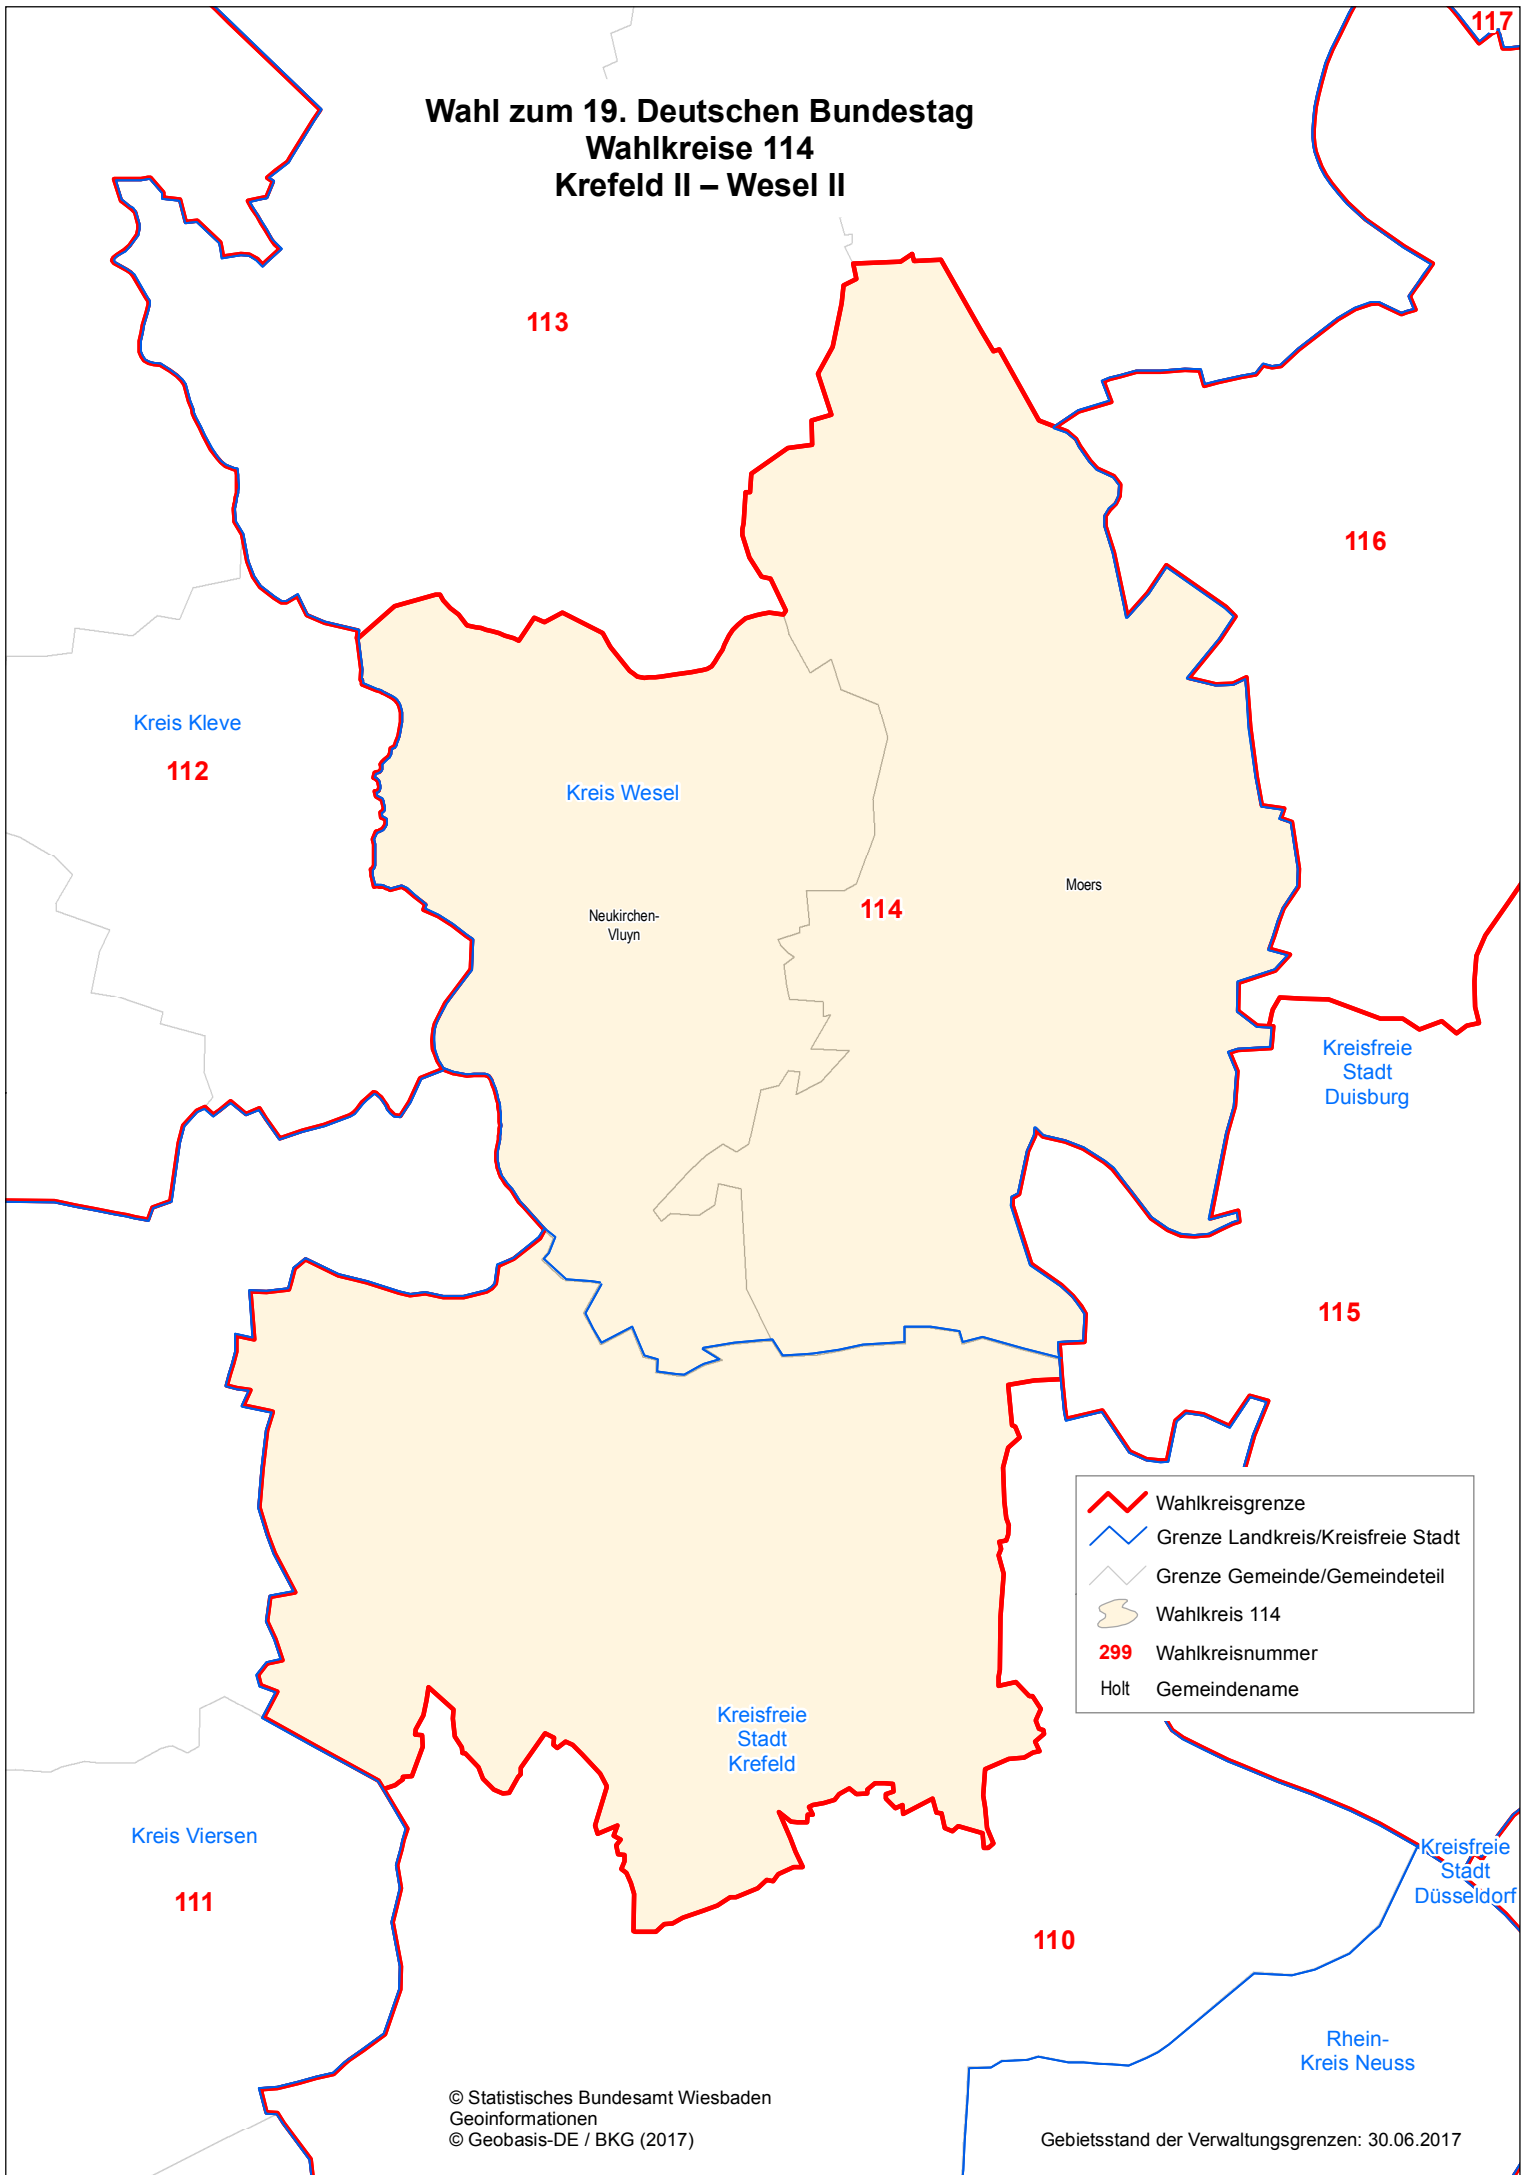 117
Wahl zum 19. Deutschen Bundestag
Wahlkreise 114
Krefeld II – Wesel II
113
116
Kreis Kleve
112
Kreis Wesel
Moers
114
Neukirchen-
Vluyn
Kreisfreie
Stadt
Duisburg
115
Wahlkreisgrenze
Grenze Landkreis/Kreisfreie Stadt
Grenze Gemeinde/Gemeindeteil
Wahlkreis 114
299 Wahlkreisnummer
Holt Gemeindename
Kreisfreie
Stadt
Krefeld
Kreis Viersen
111
Kreisfreie
Stadt
Düsseldorf
110
Rhein-
Kreis Neuss
© Statistisches Bundesamt Wiesbaden
Geoinformationen
© Geobasis-DE / BKG (2017)
Gebietsstand der Verwaltungsgrenzen: 30.06.2017